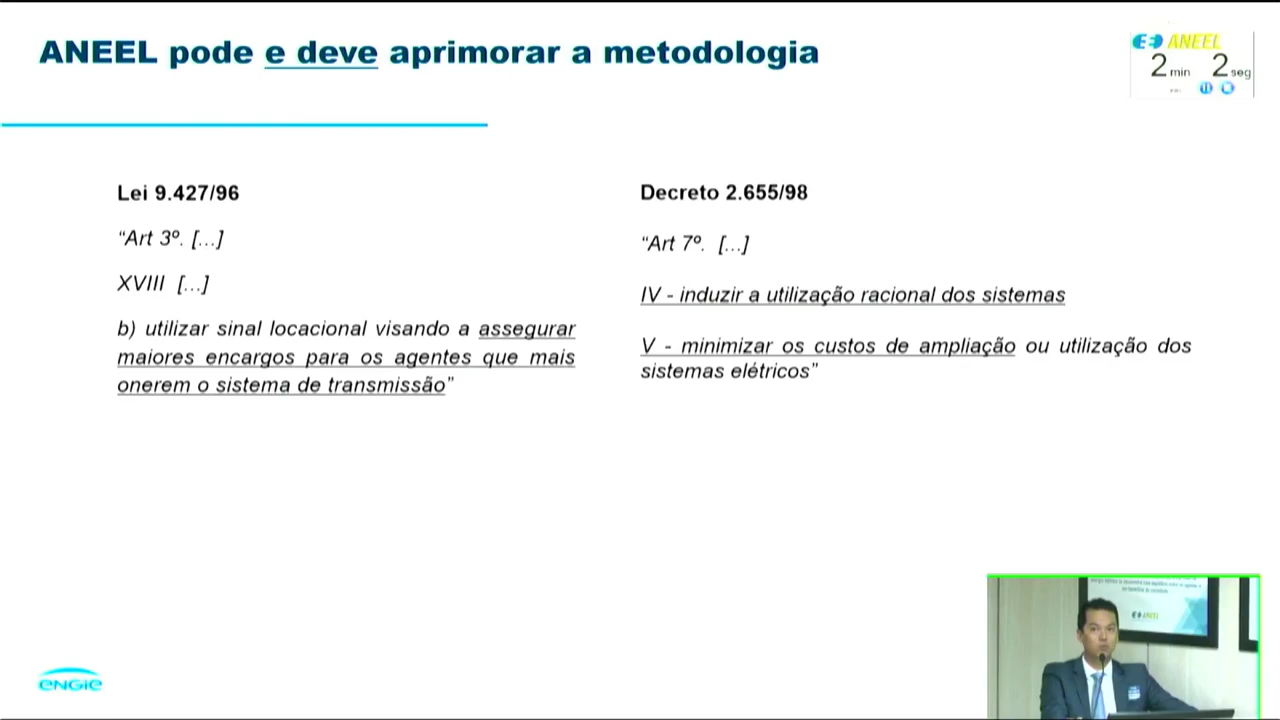 ANEEL pode e deve aprimorar a metodologia
ANEEL
2 min 2 seg
Lei 9.427/96
“Art 3º. [...]
XVIII [...]
b) utilizar sinal locacional visando a assegurar
maiores encargos para os agentes que mais
onerem o sistema de transmissão”
Decreto 2.655/98
“Art 7º. [...]
IV - induzir a utilização racional dos sistemas
V - minimizar os custos de ampliação ou utilização dos
sistemas elétricos”
ENGIE
ANEEL